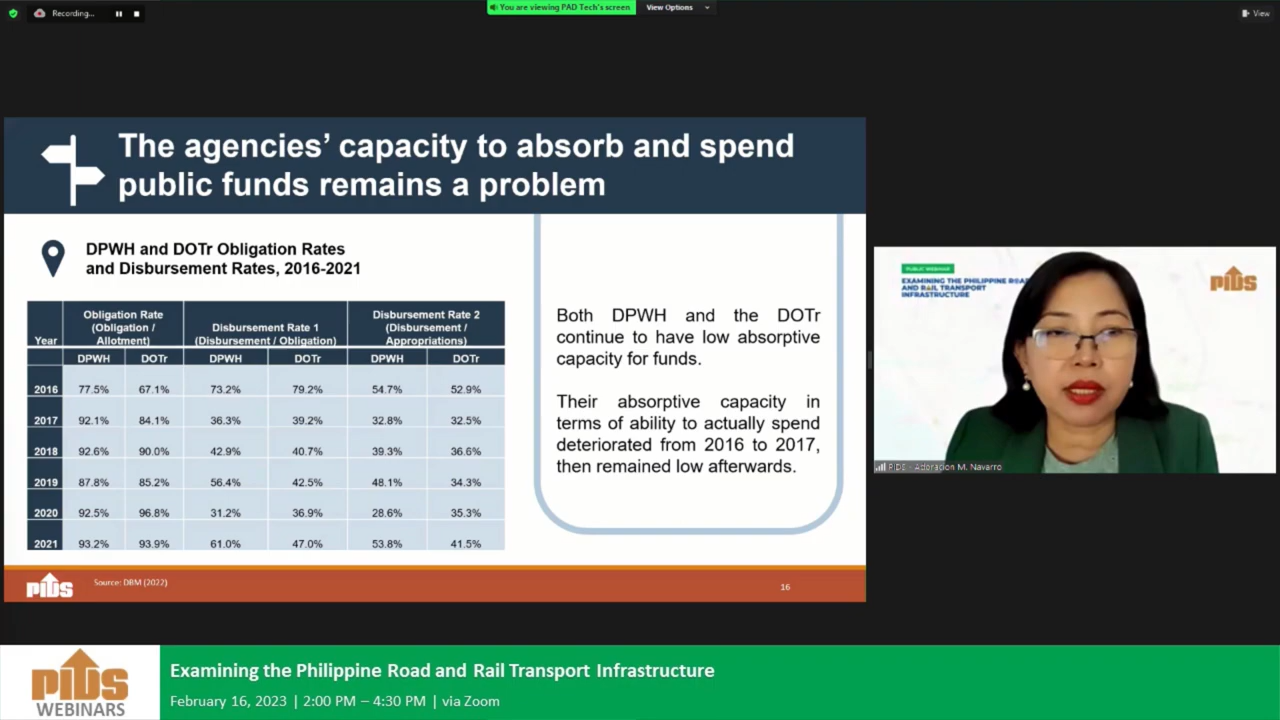 Recording...
You are viewing PAD Tech's screen
View Options
View
The agencies' capacity to absorb and spend
public funds remains a problem
DPWH and DOTr Obligation Rates
and Disbursement Rates, 2016-2021
Year | Obligation Rate (Obligation / Allotment) | Disbursement Rate 1 (Disbursement / Obligation) | Disbursement Rate 2 (Disbursement / Appropriations)
DPWH DOTr DPWH DOTr DPWH DOTr
2016 77.5% 67.1% 73.2% 79.2% 54.7% 52.9%
2017 92.1% 84.1% 36.3% 39.2% 32.8% 32.5%
2018 92.6% 90.0% 42.9% 40.7% 39.3% 36.6%
2019 87.8% 85.2% 56.4% 42.5% 48.1% 34.3%
2020 92.5% 96.8% 31.2% 36.9% 28.6% 35.3%
2021 93.2% 93.9% 61.0% 47.0% 53.8% 41.5%
Both DPWH and the DOTr
continue to have low absorptive
capacity for funds.
Their absorptive capacity in
terms of ability to actually spend
deteriorated from 2016 to 2017,
then remained low afterwards.
PIDS
Source: DBM (2022)
16
PUBLIC WEBINAR
EXAMINING THE PHILIPPINE ROAD
AND RAIL TRANSPORT
INFRASTRUCTURE
PIDS
PIDS - Adoracion M. Navarro
PIDS
WEBINARS
Examining the Philippine Road and Rail Transport Infrastructure
February 16, 2023 | 2:00 PM – 4:30 PM | via Zoom